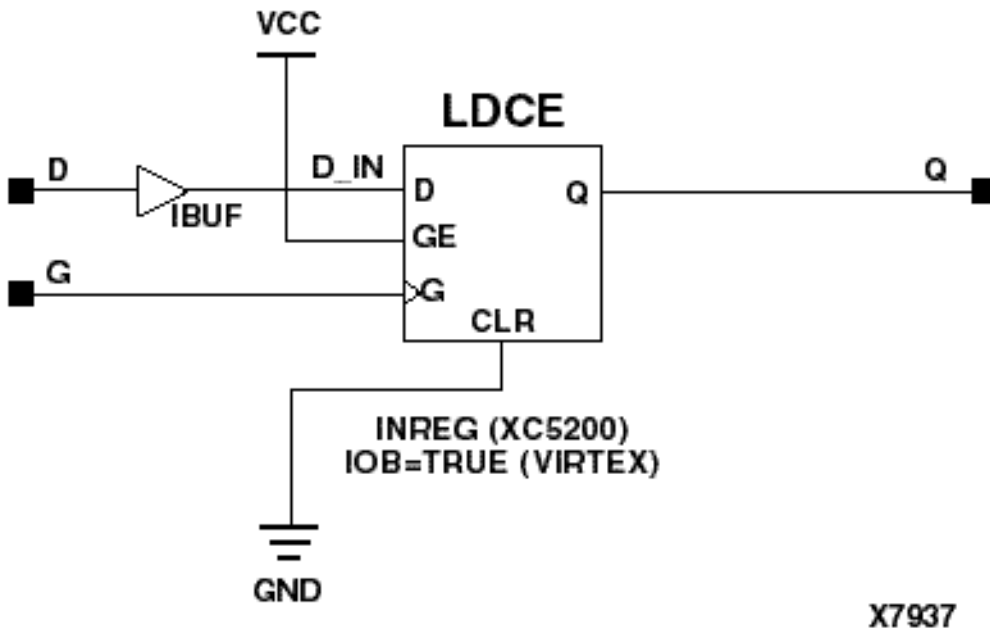 VCC
LDCE
D
D_IN
D
Q
Q
IBUF
GE
G
G
CLR
INREG (XC5200)
IOB=TRUE (VIRTEX)
GND
X7937